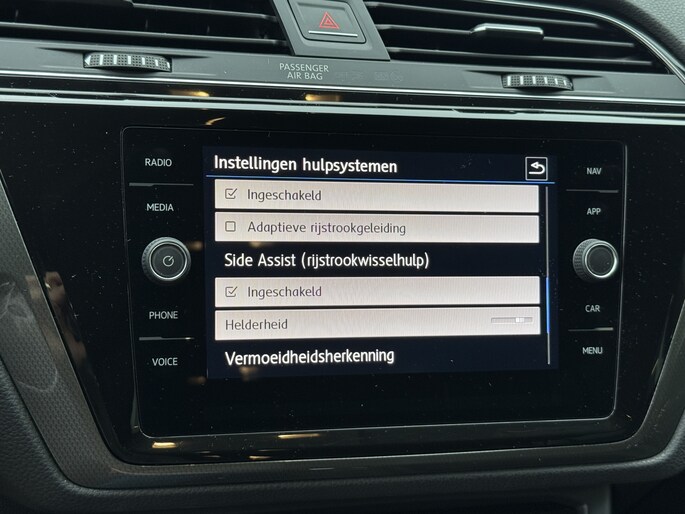 PASSENGER
AIR BAG
RADIO
MEDIA
PHONE
VOICE
Instellingen hulpsystemen
Ingeschakeld
Adaptieve rijstrookgeleiding
Side Assist (rijstrookwisselhulp)
Ingeschakeld
Helderheid
Vermoeidheidsherkenning
NAV
APP
CAR
MENU